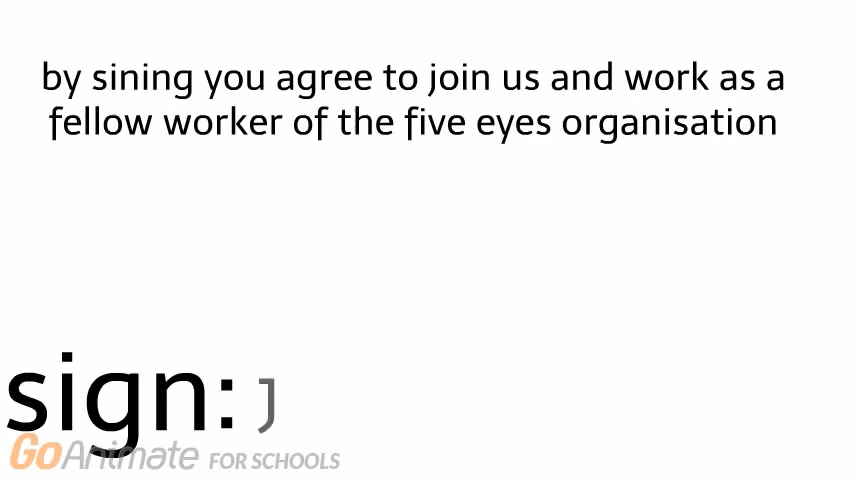 by sining you agree to join us and work as a
fellow worker of the five eyes organisation
sign: J
GoAnimate FOR SCHOOLS